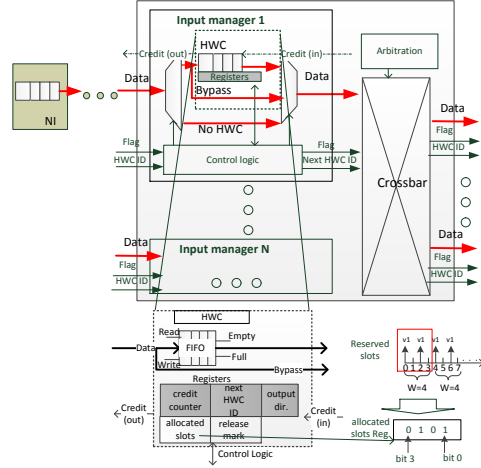 Input manager 1
Credit (out)
HWC
Credit (in)
Registers
Bypass
Data
Data
Data
NI
No HWC
Arbitration
Flag
HWC ID
Control logic
Flag
Next HWC ID
Crossbar
Data
Flag
HWC ID
Data
Flag
HWC ID
Input manager N
Data
Flag
HWC ID
HWC
Read
Empty
Data
FIFO
Full
Write
Bypass
Registers
credit counter
next HWC ID
output dir.
Credit (out)
Credit (in)
allocated slots
release mark
Control Logic
Reserved slots
v1 v1 v1 v1
0 1 2 3 4 5 6 7
W=4 W=4
allocated slots Reg.
0 1 0 1
bit 3 bit 0